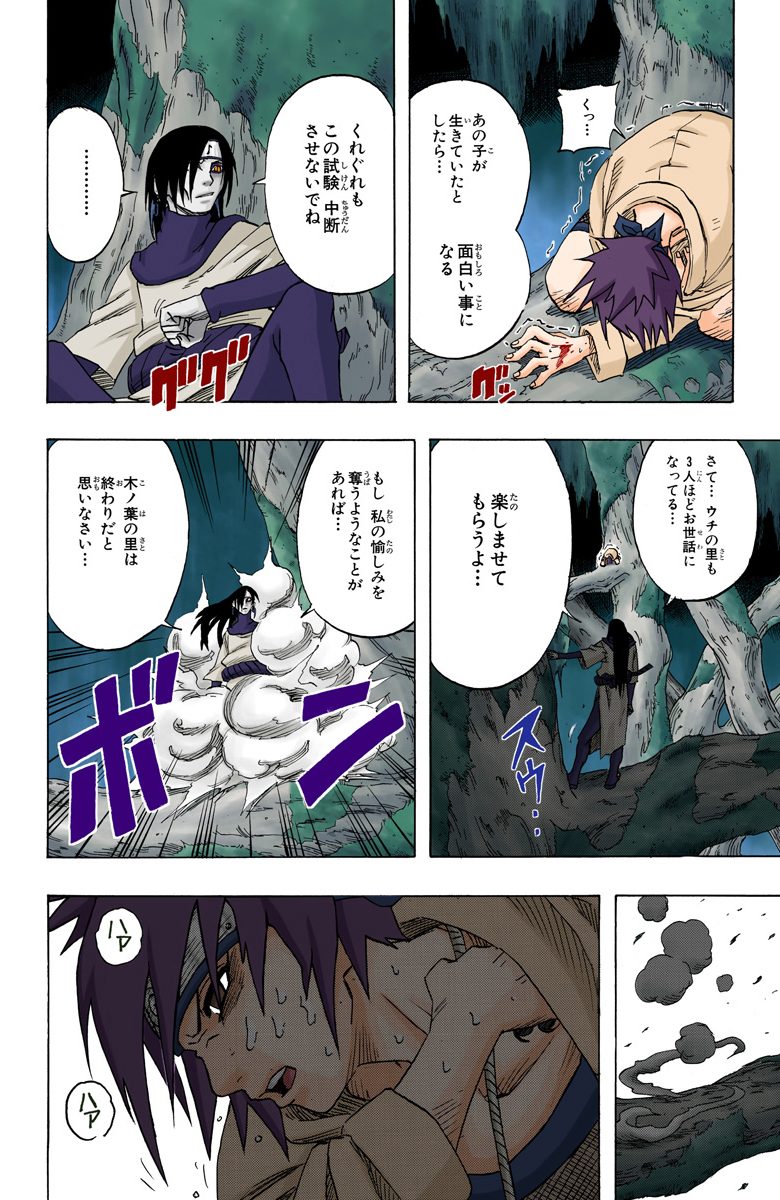 くっ…
あの子が
生きていたと
したら…
面白い事に
なる
グッ
くれぐれも
この試験 中断
させないでね
…………
グググ
さて… ウチの里も
3人ほどお世話に
なってる…
楽しませて
もらうよ…
スウ…
もし 私の愉しみを
奪うようなことが
あれば…
木ノ葉の里は
終わりだと
思いなさい…
ボン
ハァ
ハァ